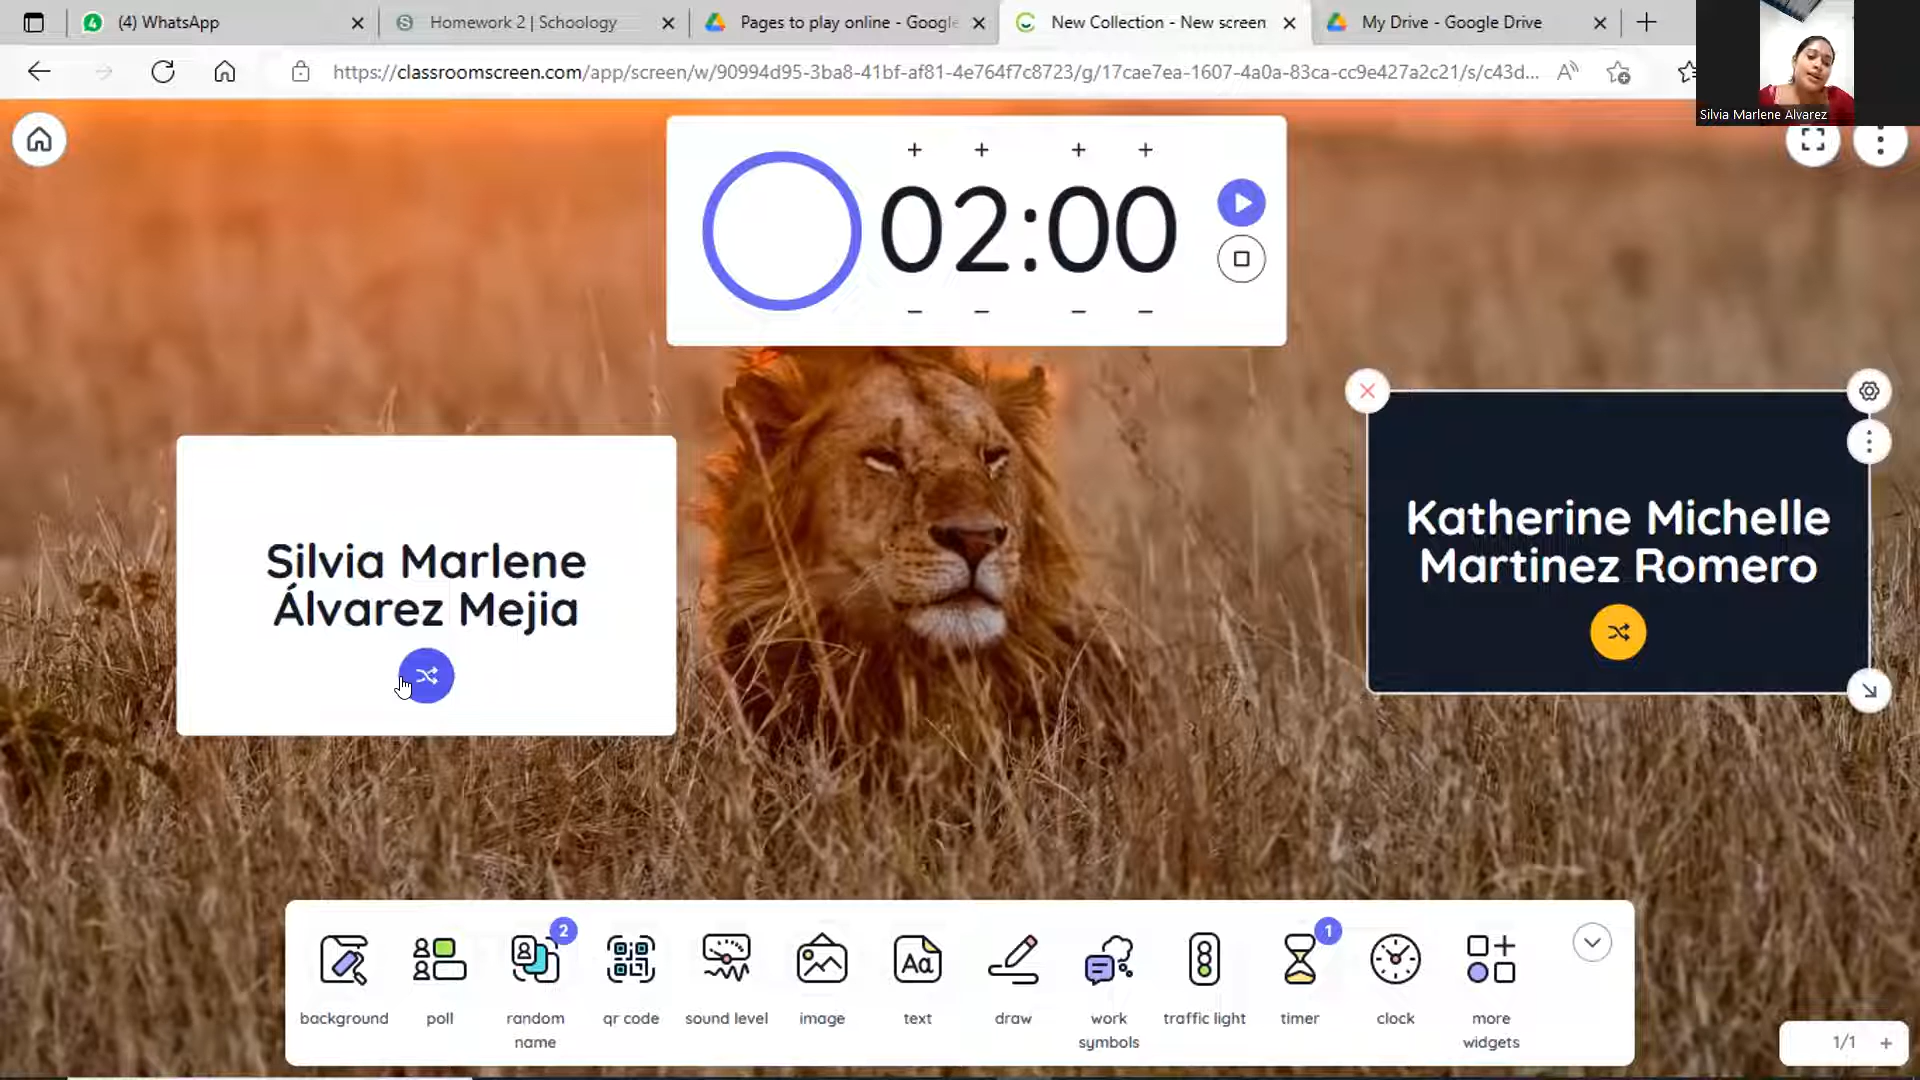 (4) WhatsApp
Homework 2 | Schoology
Pages to play online - Google
New Collection - New screen
My Drive - Google Drive
https://classroomscreen.com/app/screen/w/90994d95-3ba8-41bf-af81-4e764f7c8723/g/17cae7ea-1607-4a0a-83ca-cc9e427a2c21/s/c43d...
Silvia Marlene Alvarez
02:00
Silvia Marlene
Álvarez Mejia
Katherine Michelle
Martinez Romero
2
1
background
poll
random
name
qr code
sound level
image
Aa
text
draw
work
symbols
traffic light
timer
clock
more
widgets
1/1